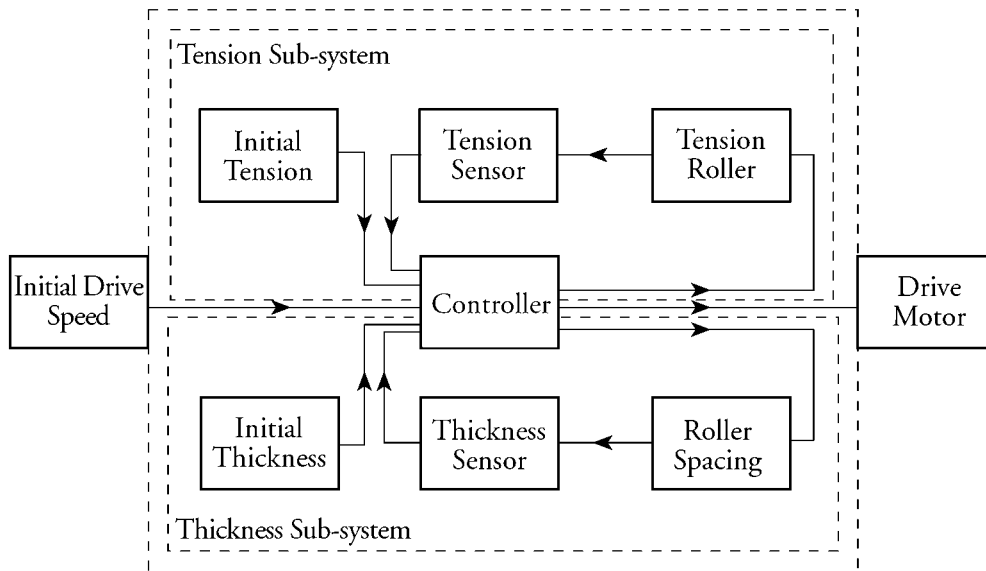 Tension Sub-system
Initial
Tension
Tension
Sensor
Tension
Roller
Initial Drive
Speed
Controller
Drive
Motor
Initial
Thickness
Thickness
Sensor
Roller
Spacing
Thickness Sub-system